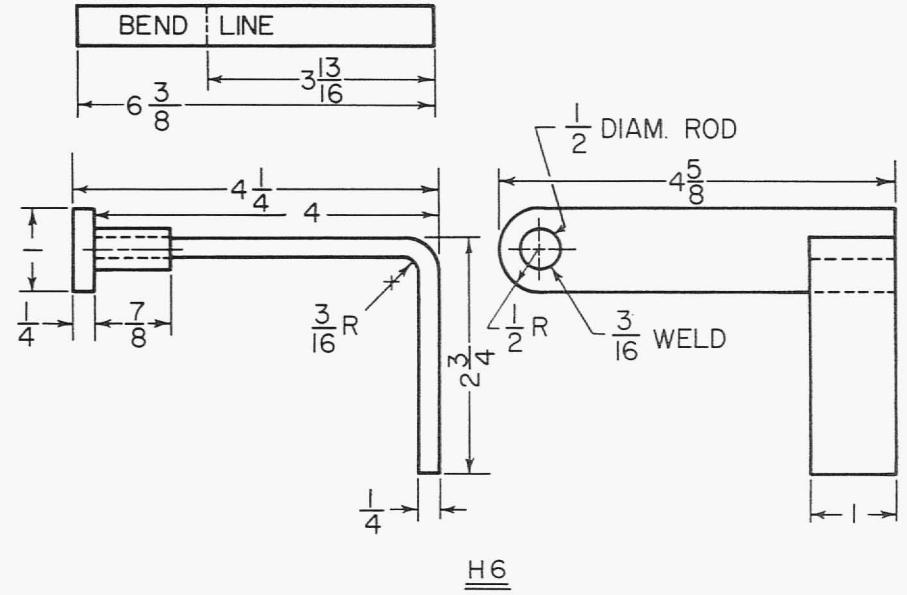 BEND LINE
3 13/16
6 3/8
1/2 DIAM. ROD
4 1/4
4 5/8
4
1
3/16 R
1/2 R
3/16 WELD
1/4
7/8
2 3/4
1/4
1
H6